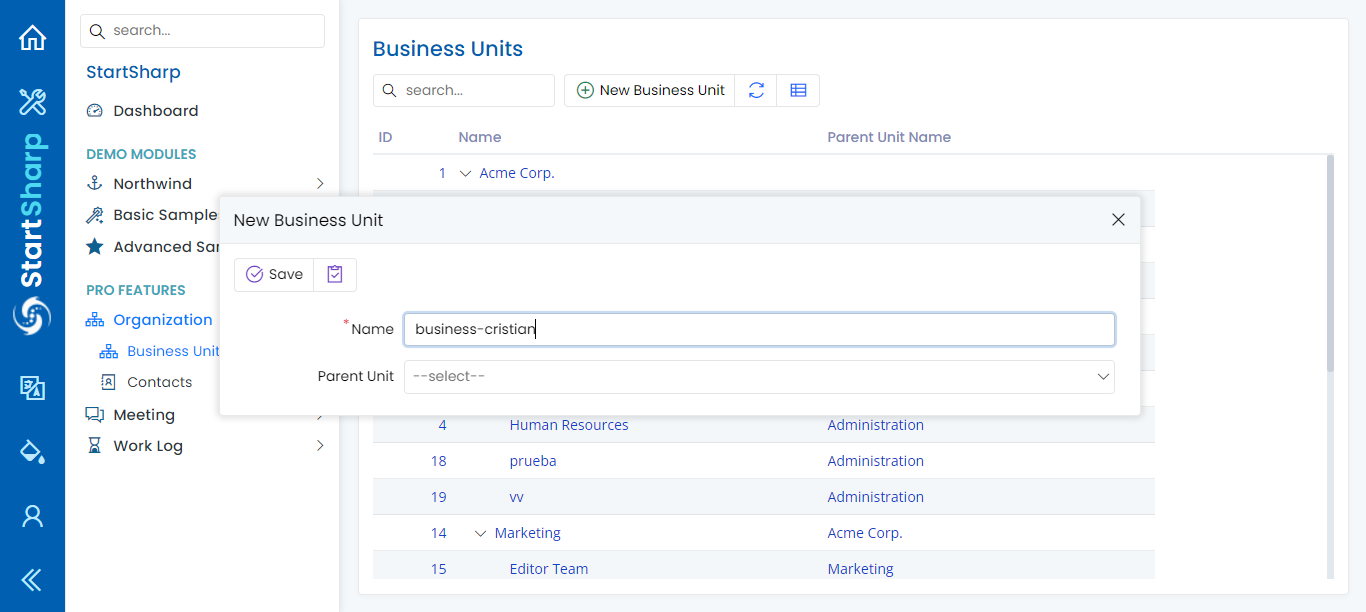 StartSharp
search...
StartSharp
Dashboard
DEMO MODULES
Northwind
Basic Sample
Advanced Sar
PRO FEATURES
Organization
Business Unit
Contacts
Meeting
Work Log
Business Units
search...
New Business Unit
ID Name Parent Unit Name
1 Acme Corp.
New Business Unit
Save
*Name business-cristian
Parent Unit --select--
4 Human Resources Administration
18 prueba Administration
19 vv Administration
14 Marketing Acme Corp.
15 Editor Team Marketing